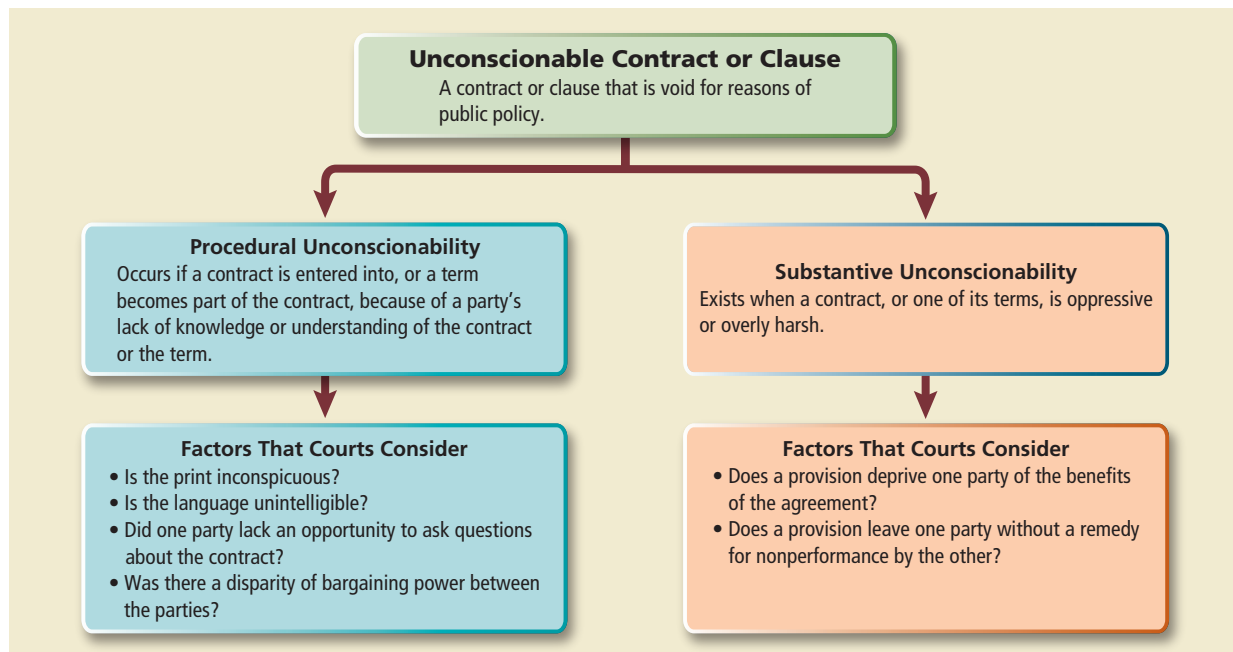 Unconscionable Contract or Clause
A contract or clause that is void for reasons of
public policy.
Procedural Unconscionability
Occurs if a contract is entered into, or a term
becomes part of the contract, because of a party's
lack of knowledge or understanding of the contract
or the term.
Substantive Unconscionability
Exists when a contract, or one of its terms, is oppressive
or overly harsh.
Factors That Courts Consider
• Is the print inconspicuous?
• Is the language unintelligible?
• Did one party lack an opportunity to ask questions
about the contract?
• Was there a disparity of bargaining power between
the parties?
Factors That Courts Consider
• Does a provision deprive one party of the benefits
of the agreement?
• Does a provision leave one party without a remedy
for nonperformance by the other?